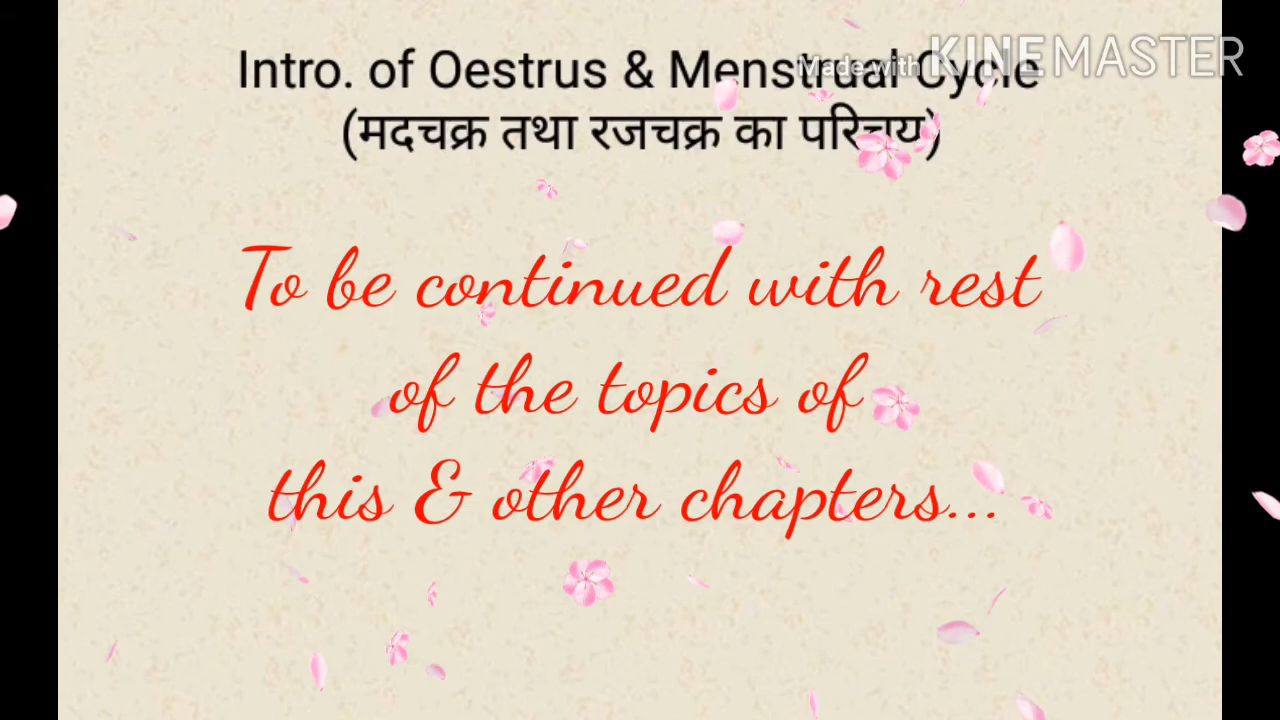 Intro. of Oestrus & Menstrual Cycle
Made with KINEMASTER
(मदचक्र तथा रजचक्र का परिचय)
To be continued with rest
of the topics of
this & other chapters...